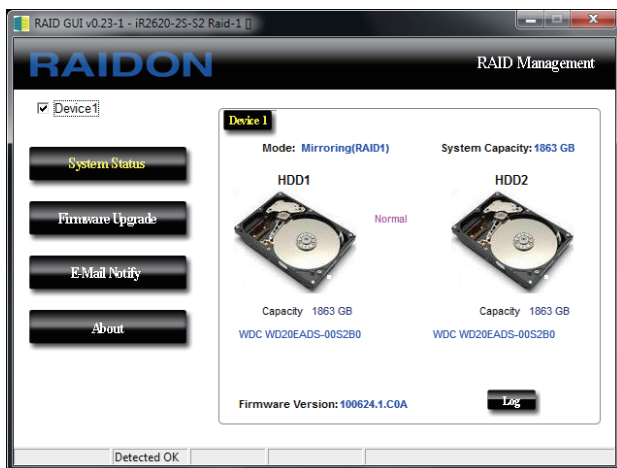 RAID GUI v0.23-1 - iR2620-2S-S2 Raid-1 []
RAIDON
RAID Management
Device1
System Status
Firmware Upgrade
E-Mail Notify
About
Device 1
Mode: Mirroring(RAID1)
System Capacity: 1863 GB
HDD1
HDD2
Normal
Capacity 1863 GB
Capacity 1863 GB
WDC WD20EADS-00S2B0
WDC WD20EADS-00S2B0
Firmware Version: 100624.1.C0A
Log
Detected OK